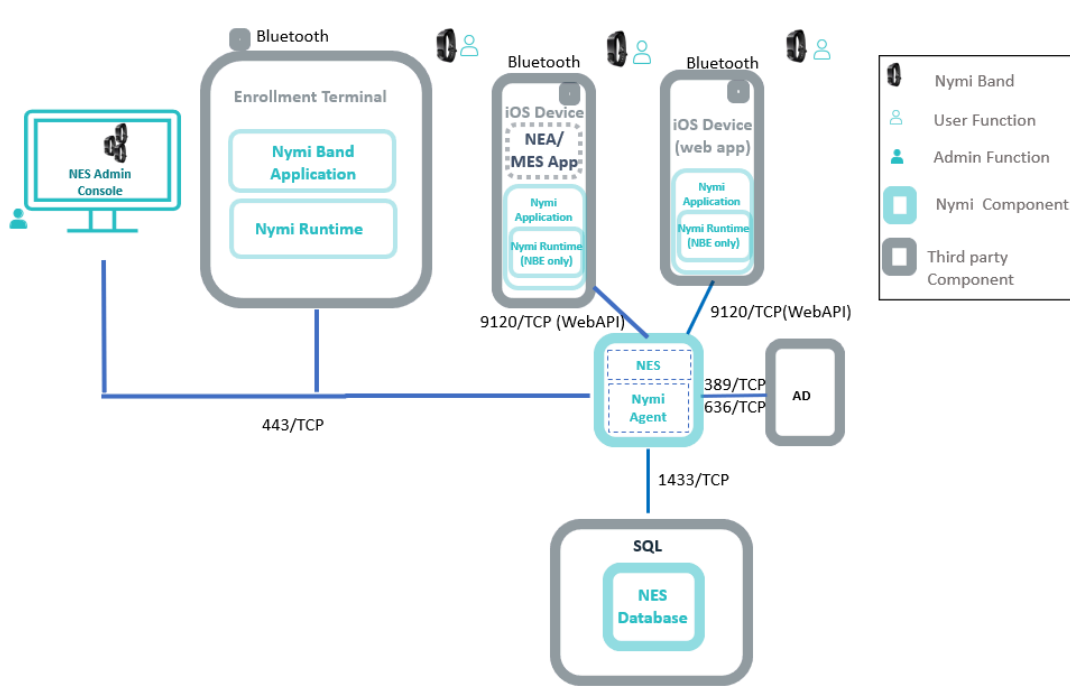 Bluetooth
Enrollment Terminal
Nymi Band
Application
Nymi Runtime
NES Admin
Console
Bluetooth
iOS Device
NEA/
MES App
Nymi
Application
Nymi Runtime
(NBE only)
Bluetooth
iOS Device
(web app)
Nymi
Application
Nymi Runtime
(NBE only)
Nymi Band
User Function
Admin Function
Nymi Component
Third party
Component
9120/TCP (WebAPI)
9120/TCP(WebAPI)
NES
Nymi
Agent
389/TCP
636/TCP
AD
443/TCP
1433/TCP
SQL
NES
Database